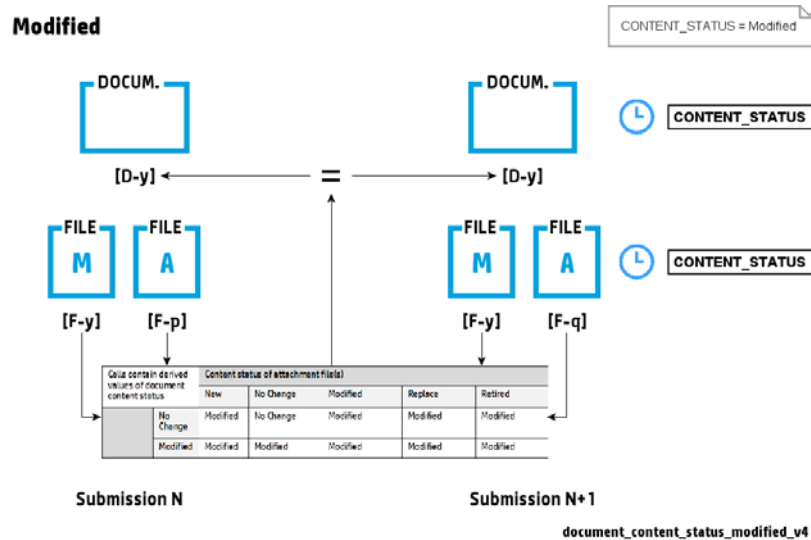 Modified
CONTENT_STATUS = Modified
DOCUM.
DOCUM.
CONTENT_STATUS
[D-y]
=
[D-y]
FILE
FILE
FILE
FILE
M
A
M
A
CONTENT_STATUS
[F-y]
[F-p]
[F-y]
[F-q]
Cells contain derived
values of document
content status
Content status of attachment file(s)
New
No Change
Modified
Replace
Retired
No
Change
Modified
No Change
Modified
Modified
Modified
Modified
Modified
Modified
Modified
Modified
Modified
Submission N
Submission N+1
document_content_status_modified_v4